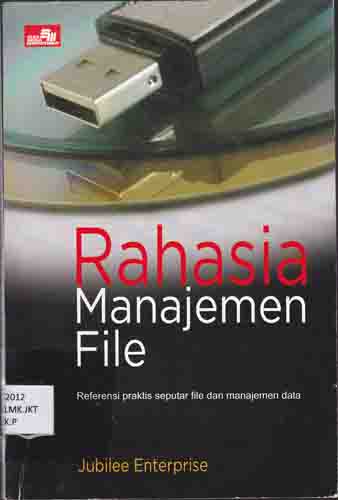 Rahasia
Manajemen
File
Referensi praktis seputar file dan manajemen data
2012
LMK.JKT
X.P
Jubilee Enterprise